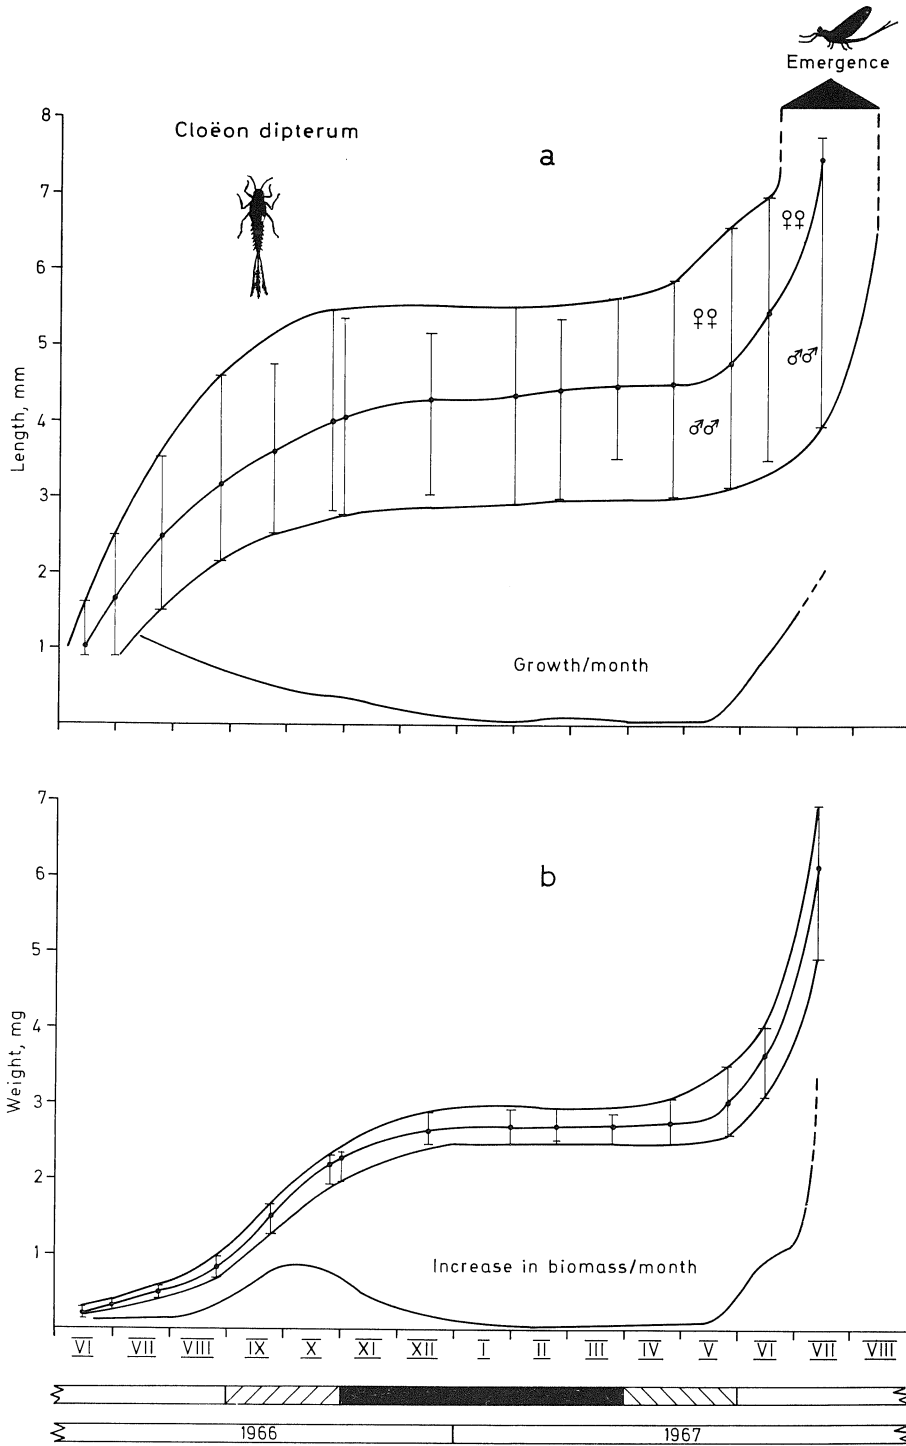 Emergence
8
Cloëon dipterum
a
7
♀♀
6
♀♀
5
♂♂
4
♂♂
3
2
1
Growth/month
Length, mm
7
b
6
5
4
3
2
1
Increase in biomass/month
Weight, mg
VI VII VIII IX X XI XII I II III IV V VI VII VIII
1966 1967